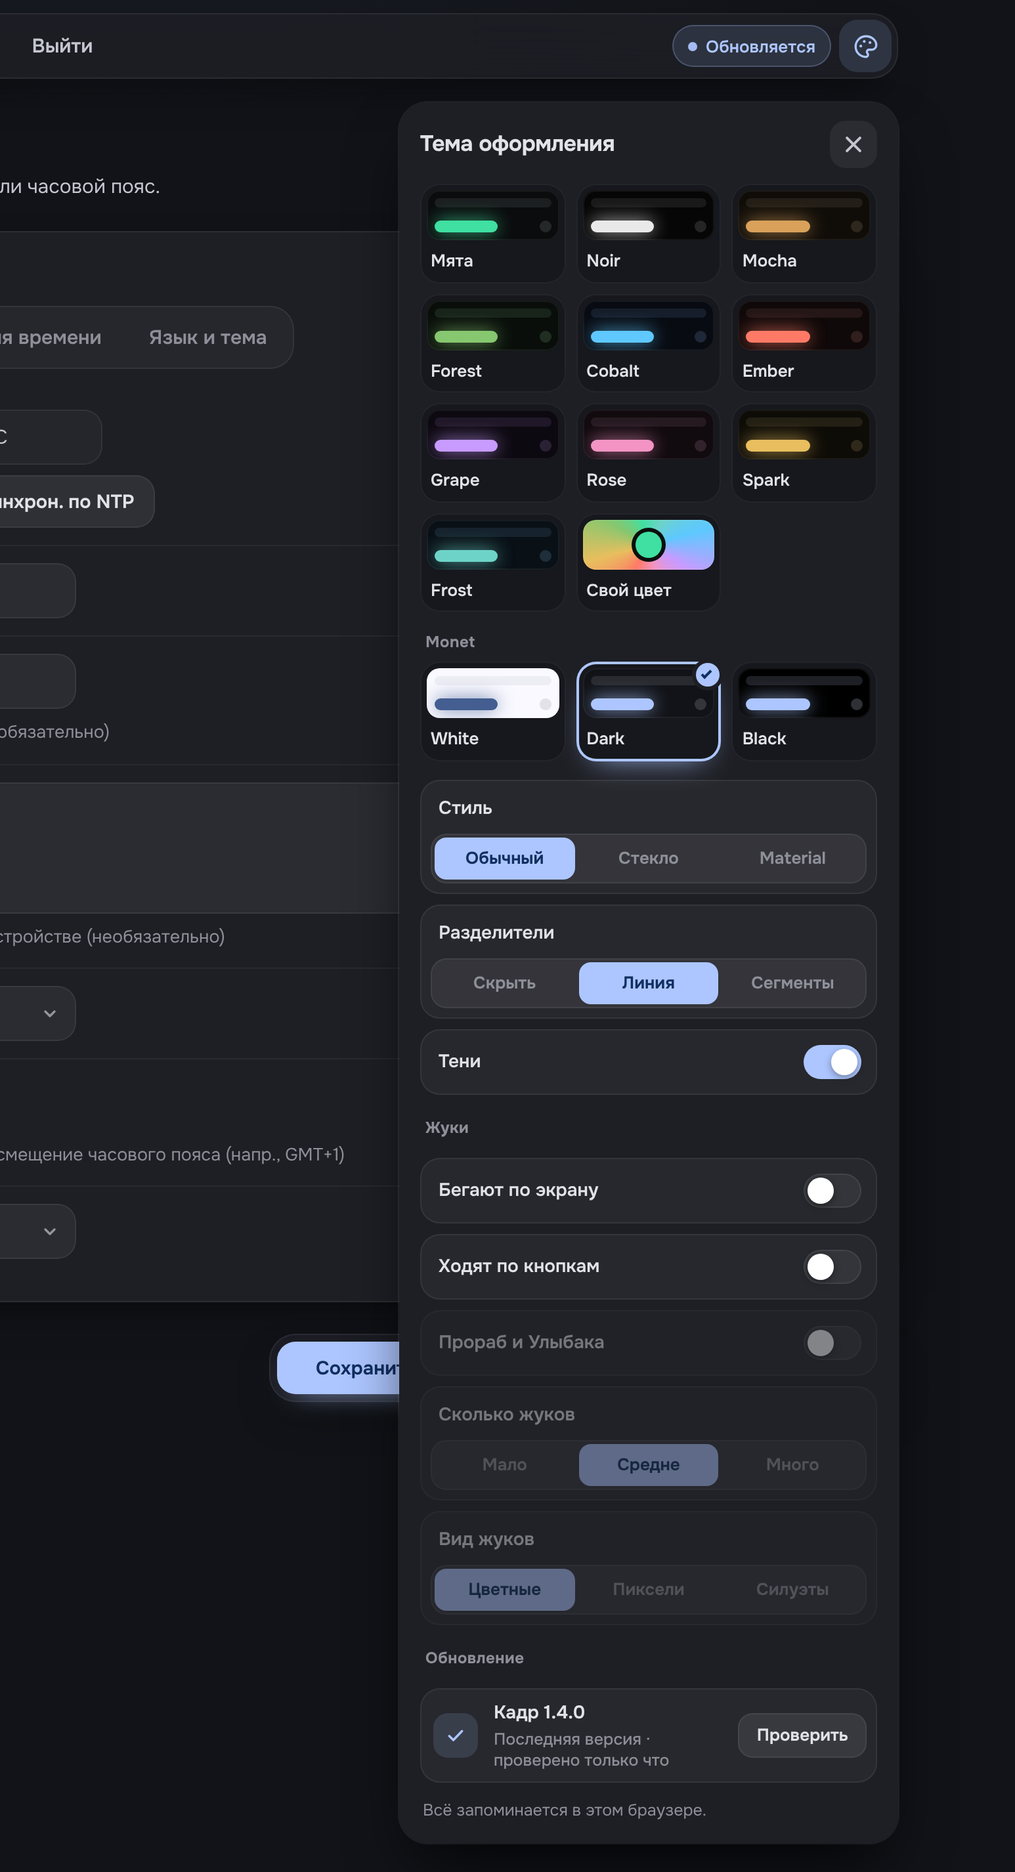 Выйти
Обновляется
Тема оформления
ли часовой пояс.
Мята
Noir
Mocha
я времени
Язык и тема
Forest
Cobalt
Ember
С
Grape
Rose
Spark
нхрон. по NTP
Frost
Свой цвет
Monet
White
Dark
Black
обязательно)
Стиль
Обычный
Стекло
Material
Разделители
стройстве (необязательно)
Скрыть
Линия
Сегменты
Тени
Жуки
смещение часового пояса (напр., GMT+1)
Бегают по экрану
Ходят по кнопкам
Прораб и Улыбака
Сохранит
Сколько жуков
Мало
Средне
Много
Вид жуков
Цветные
Пиксели
Силуэты
Обновление
Кадр 1.4.0
Последняя версия ·
проверено только что
Проверить
Всё запоминается в этом браузере.